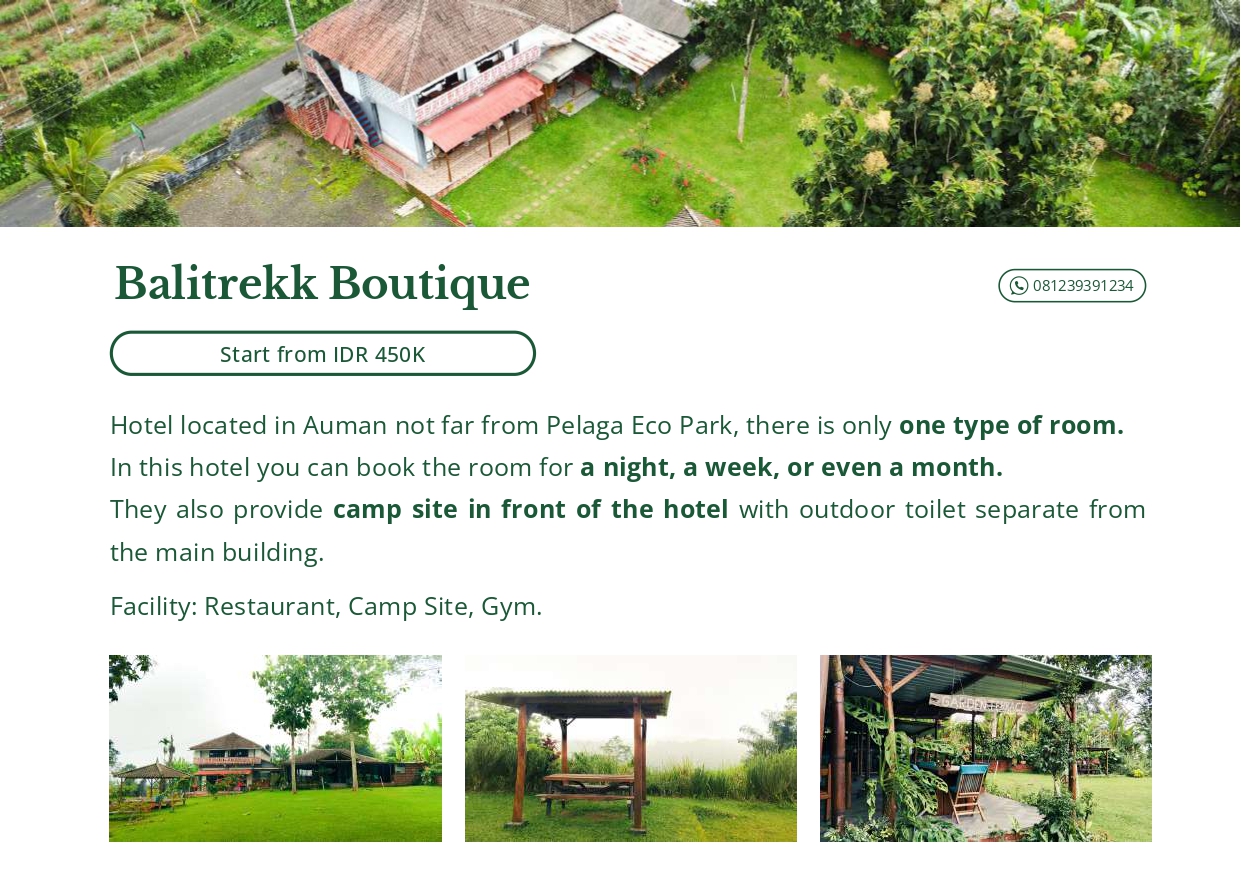 Balitrekk Boutique
081239391234
Start from IDR 450K
Hotel located in Auman not far from Pelaga Eco Park, there is only one type of room.
In this hotel you can book the room for a night, a week, or even a month.
They also provide camp site in front of the hotel with outdoor toilet separate from
the main building.
Facility: Restaurant, Camp Site, Gym.
GARDEN TERRACE